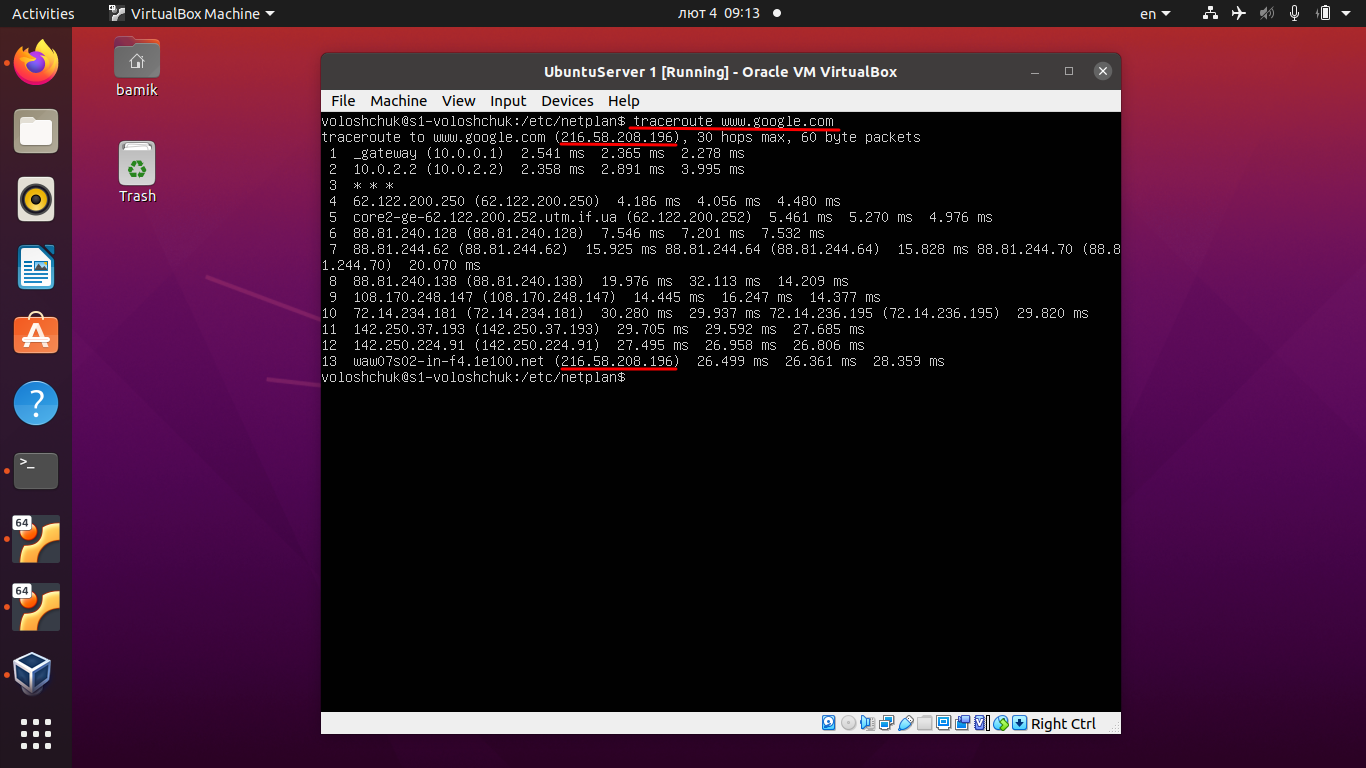 Activities VirtualBox Machine лют 4 09:13 en
bamik
Trash
UbuntuServer 1 [Running] - Oracle VM VirtualBox
File Machine View Input Devices Help
voloshchuk@s1-voloshchuk:/etc/netplan$ traceroute www.google.com
traceroute to www.google.com (216.58.208.196), 30 hops max, 60 byte packets
1 _gateway (10.0.0.1) 2.541 ms 2.365 ms 2.278 ms
2 10.0.2.2 (10.0.2.2) 2.358 ms 2.891 ms 3.995 ms
3 * * *
4 62.122.200.250 (62.122.200.250) 4.186 ms 4.056 ms 4.480 ms
5 core2-ge-62.122.200.252.utm.if.ua (62.122.200.252) 5.461 ms 5.270 ms 4.976 ms
6 88.81.240.128 (88.81.240.128) 7.546 ms 7.201 ms 7.532 ms
7 88.81.244.62 (88.81.244.62) 15.925 ms 88.81.244.64 (88.81.244.64) 15.828 ms 88.81.244.70 (88.8
1.244.70) 20.070 ms
8 88.81.240.138 (88.81.240.138) 19.976 ms 32.113 ms 14.209 ms
9 108.170.248.147 (108.170.248.147) 14.445 ms 16.247 ms 14.377 ms
10 72.14.234.181 (72.14.234.181) 30.280 ms 29.937 ms 72.14.236.195 (72.14.236.195) 29.820 ms
11 142.250.37.193 (142.250.37.193) 29.705 ms 29.592 ms 27.685 ms
12 142.250.224.91 (142.250.224.91) 27.495 ms 26.958 ms 26.806 ms
13 waw07s02-in-f4.1e100.net (216.58.208.196) 26.499 ms 26.361 ms 28.359 ms
voloshchuk@s1-voloshchuk:/etc/netplan$
64
64
Right Ctrl